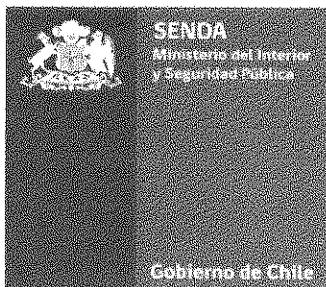 SENDA
Ministerio del Interior
y Seguridad Pública
Gobierno de Chile